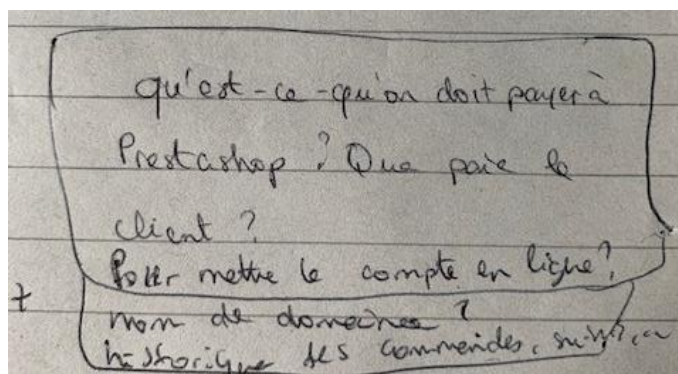 qu'est-ce-qu'on doit payer à
Prestashop ? Que paie le
client ?
Pour mettre le compte en ligne ?
+ nom de domaine ?
historique des commandes,